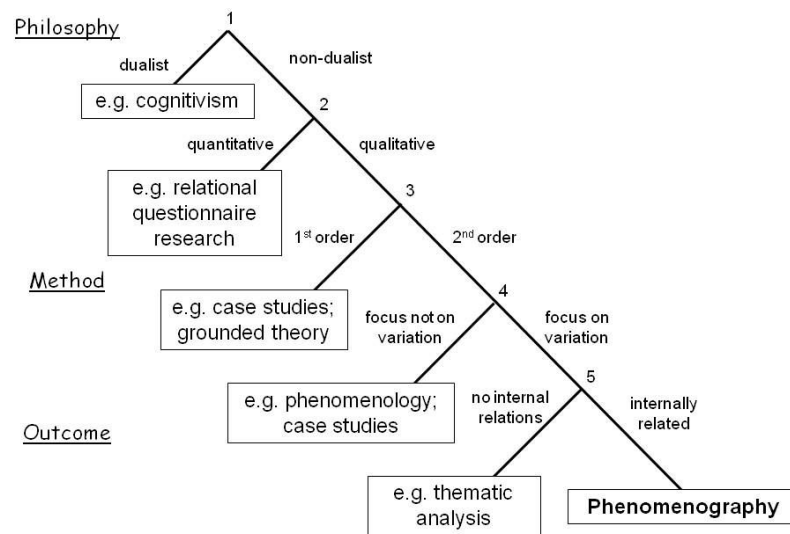 Philosophy
1
dualist
non-dualist
e.g. cognitivism
2
quantitative
qualitative
e.g. relational
questionnaire
research
3
1st order
2nd order
Method
e.g. case studies;
grounded theory
4
focus not on
variation
focus on
variation
5
e.g. phenomenology;
case studies
no internal
relations
internally
related
Outcome
e.g. thematic
analysis
Phenomenography